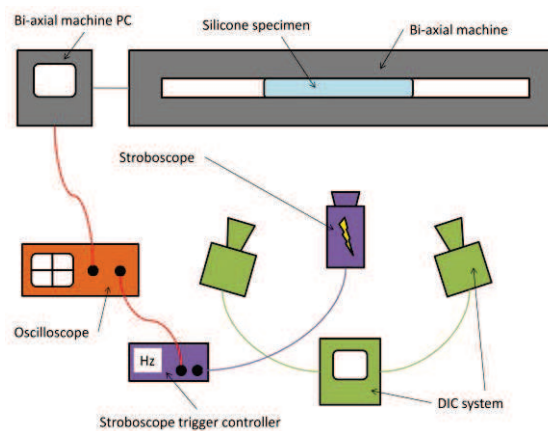 Bi-axial machine PC
Silicone specimen
Bi-axial machine
Stroboscope
Oscilloscope
Hz
Stroboscope trigger controller
DIC system